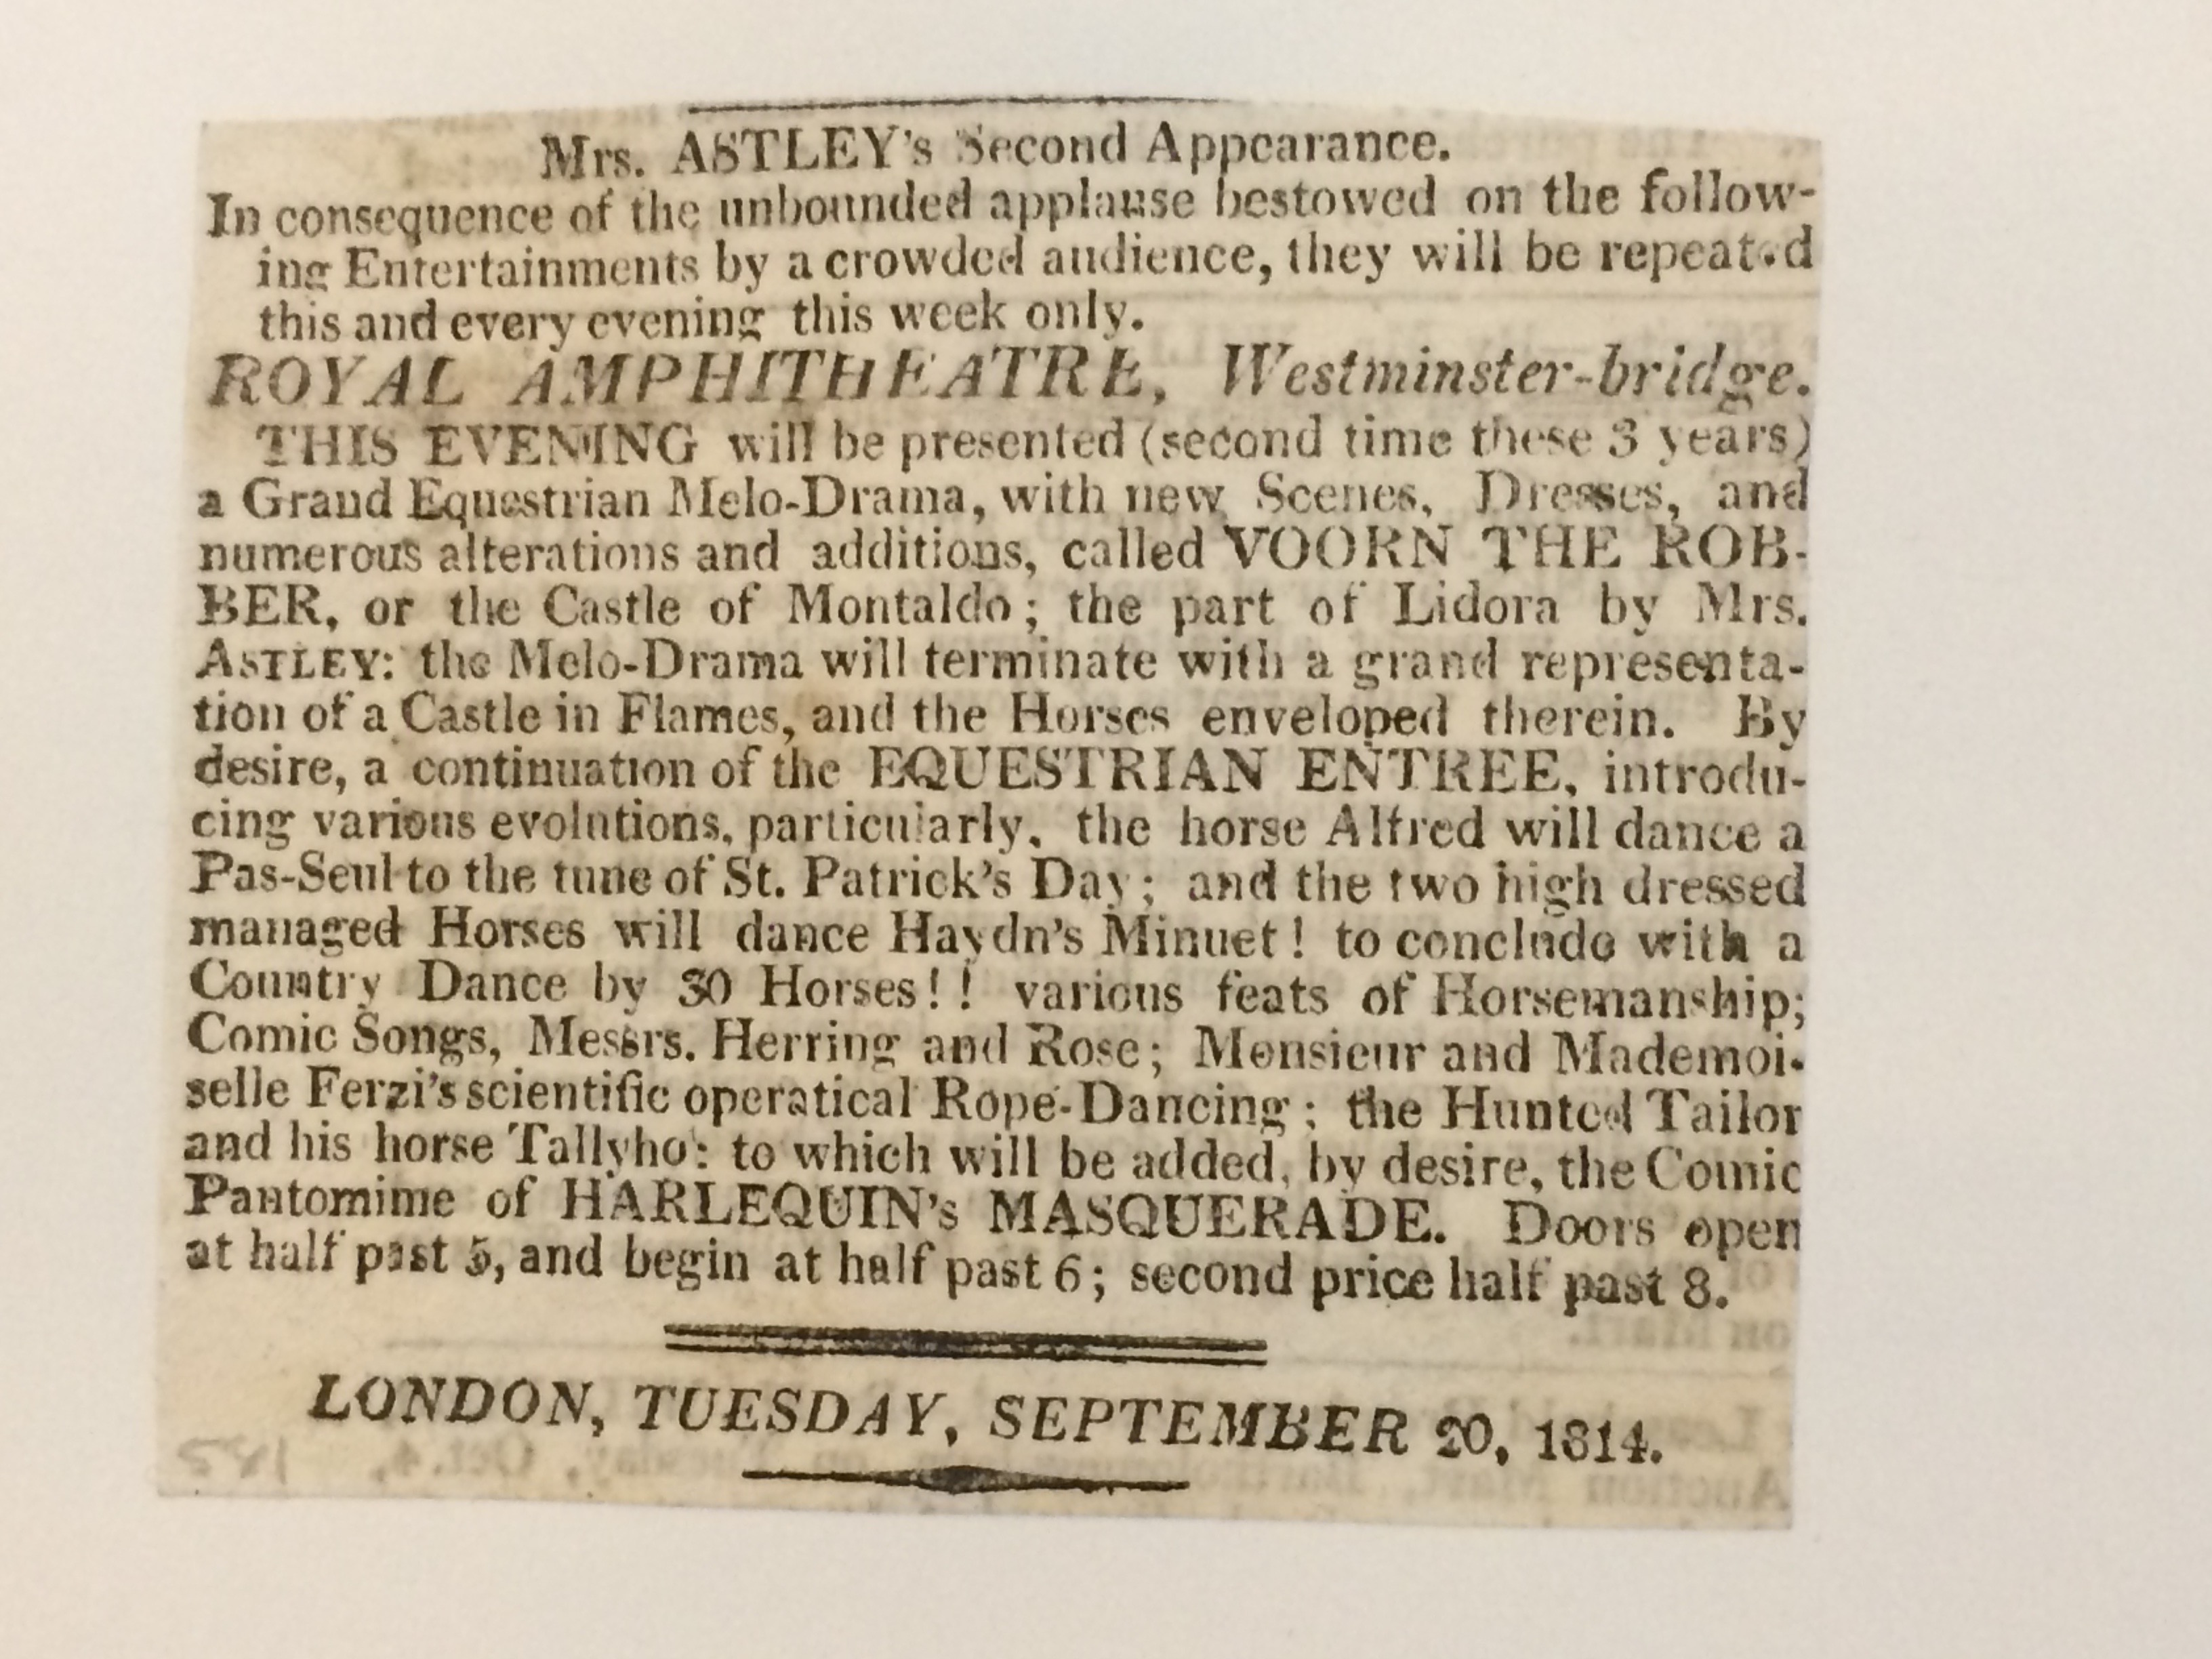 Mrs. ASTLEY's Second Appearance.
In consequence of the unbounded applause bestowed on the follow-
ing Entertainments by a crowded audience, they will be repeated
this and every evening this week only.
ROYAL AMPHITHEATRE, Westminster-bridge.
THIS EVENING will be presented (second time these 3 years)
a Grand Equestrian Melo-Drama, with new Scenes, Dresses, and
numerous alterations and additions, called VOORN THE ROB-
BER, or the Castle of Montaldo; the part of Lidora by Mrs.
ASTLEY: the Melo-Drama will terminate with a grand representa-
tion of a Castle in Flames, and the Horses enveloped therein. By
desire, a continuation of the EQUESTRIAN ENTREE, introdu-
cing various evolutions, particularly, the horse Alfred will dance a
Pas-Seul to the tune of St. Patrick's Day; and the two high dressed
managed Horses will dance Haydn's Minuet! to conclude with a
Country Dance by 30 Horses!! various feats of Horsemanship;
Comic Songs, Messrs. Herring and Rose; Monsieur and Mademoi-
selle Ferzi's scientific operatical Rope-Dancing; the Hunted Tailor
and his horse Tallyho: to which will be added, by desire, the Comic
Pantomime of HARLEQUIN's MASQUERADE. Doors open
at half past 5, and begin at half past 6; second price half past 8.
LONDON, TUESDAY, SEPTEMBER 20, 1814.